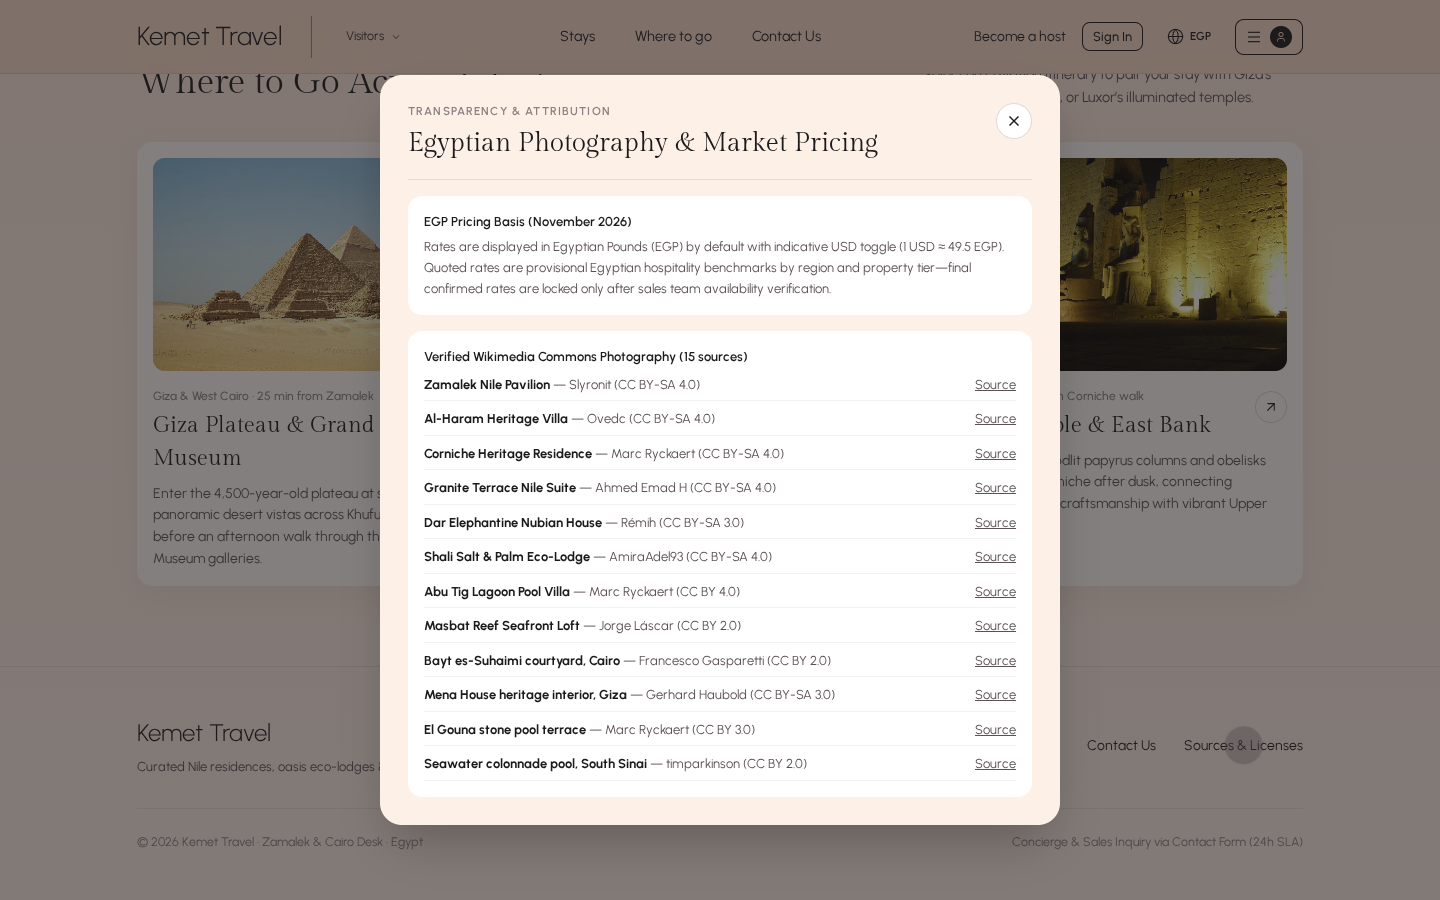 Kemet Travel
Visitors
Stays
Where to go
Contact Us
Become a host
Sign In
EGP
Where to Go
itinerary to pair your stay with Giza's
, or Luxor's illuminated temples.
TRANSPARENCY & ATTRIBUTION
Egyptian Photography & Market Pricing
EGP Pricing Basis (November 2026)
Rates are displayed in Egyptian Pounds (EGP) by default with indicative USD toggle (1 USD ≈ 49.5 EGP).
Quoted rates are provisional Egyptian hospitality benchmarks by region and property tier—final
confirmed rates are locked only after sales team availability verification.
Verified Wikimedia Commons Photography (15 sources)
Zamalek Nile Pavilion — Slyronit (CC BY-SA 4.0) Source
Al-Haram Heritage Villa — Ovedc (CC BY-SA 4.0) Source
Corniche Heritage Residence — Marc Ryckaert (CC BY-SA 4.0) Source
Granite Terrace Nile Suite — Ahmed Emad H (CC BY-SA 4.0) Source
Dar Elephantine Nubian House — Rémih (CC BY-SA 3.0) Source
Shali Salt & Palm Eco-Lodge — AmiraAdel93 (CC BY-SA 4.0) Source
Abu Tig Lagoon Pool Villa — Marc Ryckaert (CC BY 4.0) Source
Masbat Reef Seafront Loft — Jorge Láscar (CC BY 2.0) Source
Bayt es-Suhaimi courtyard, Cairo — Francesco Gasparetti (CC BY 2.0) Source
Mena House heritage interior, Giza — Gerhard Haubold (CC BY-SA 3.0) Source
El Gouna stone pool terrace — Marc Ryckaert (CC BY 3.0) Source
Seawater colonnade pool, South Sinai — timparkinson (CC BY 2.0) Source
Giza & West Cairo · 25 min from Zamalek
Giza Plateau & Grand
Museum
Enter the 4,500-year-old plateau at
panoramic desert vistas across Khufu
before an afternoon walk through
Museum galleries.
Corniche walk
& East Bank
papyrus columns and obelisks
after dusk, connecting
craftsmanship with vibrant Upper
Kemet Travel
Curated Nile residences, oasis eco-lodges
Contact Us
Sources & Licenses
© 2026 Kemet Travel · Zamalek & Cairo Desk · Egypt
Concierge & Sales Inquiry via Contact Form (24h SLA)